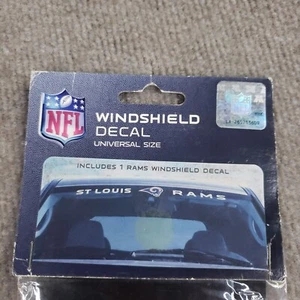 NFL
WINDSHIELD
DECAL
UNIVERSAL SIZE
INCLUDES 1 RAMS WINDSHIELD DECAL
ST LOUIS RAMS